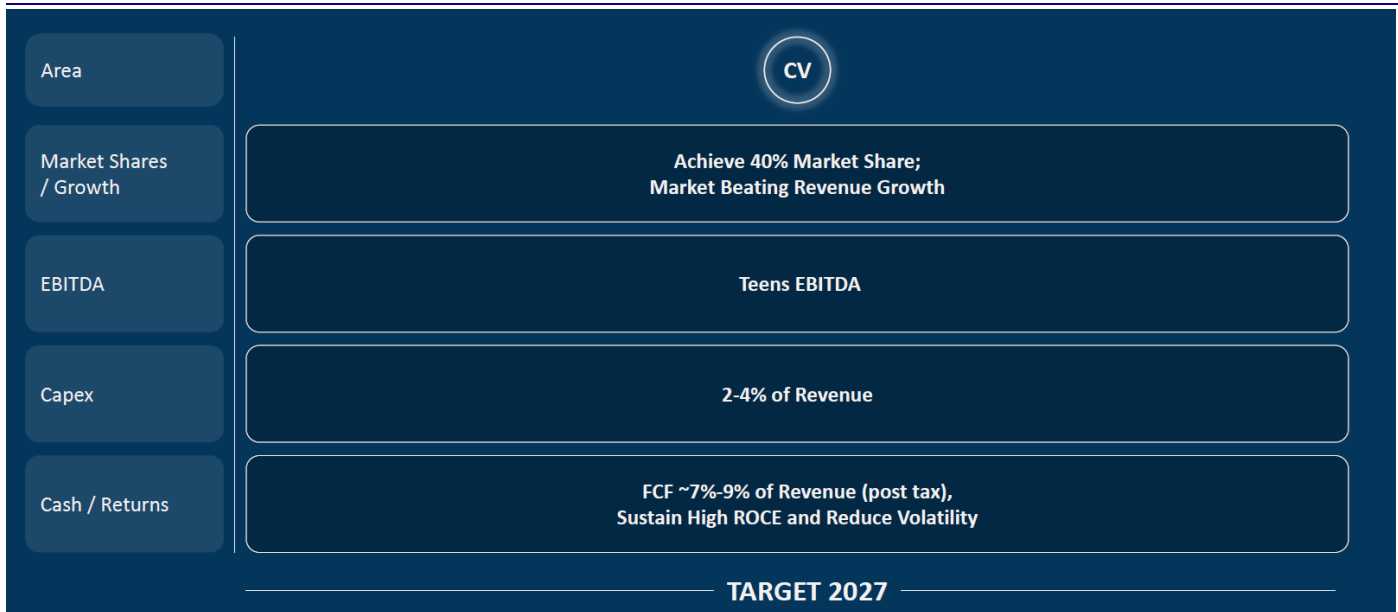 Area
CV
Market Shares
/ Growth
Achieve 40% Market Share;
Market Beating Revenue Growth
EBITDA
Teens EBITDA
Capex
2-4% of Revenue
Cash / Returns
FCF ~7%-9% of Revenue (post tax),
Sustain High ROCE and Reduce Volatility
TARGET 2027